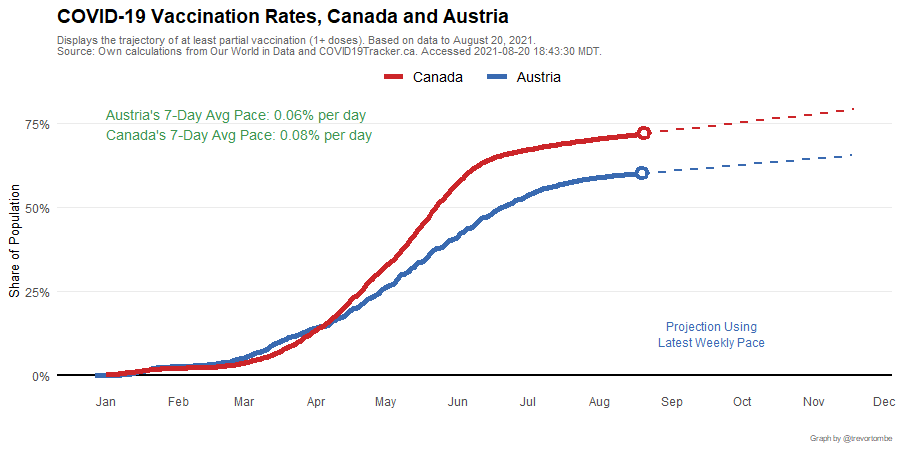 COVID-19 Vaccination Rates, Canada and Austria
Displays the trajectory of at least partial vaccination (1+ doses). Based on data to August 20, 2021.
Source: Own calculations from Our World in Data and COVID19Tracker.ca. Accessed 2021-08-20 18:43:30 MDT.
Canada Austria
Austria's 7-Day Avg Pace: 0.06% per day
Canada's 7-Day Avg Pace: 0.08% per day
75%
50%
25%
0%
Share of Population
Projection Using
Latest Weekly Pace
Jan Feb Mar Apr May Jun Jul Aug Sep Oct Nov Dec
Graph by @trevortombe